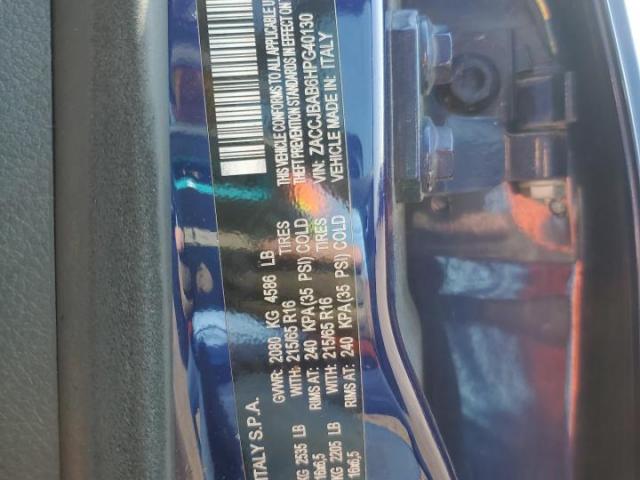 ITALY S.P.A.
GVWR: 2080 KG 4586 LB THIS VEHICLE CONFORMS TO ALL APPLICABLE
WITH: 215/65 R16 TIRES THEFT PREVENTION STANDARDS IN EFFECT ON
RIMS AT: 240 KPA (35 PSI) COLD VIN: ZACCJBAB6HPG40130
KG 2535 LB WITH: 215/65 R16 TIRES VEHICLE MADE IN: ITALY
16x6,5 RIMS AT: 240 KPA (35 PSI) COLD
KG 2205 LB
16x6,5